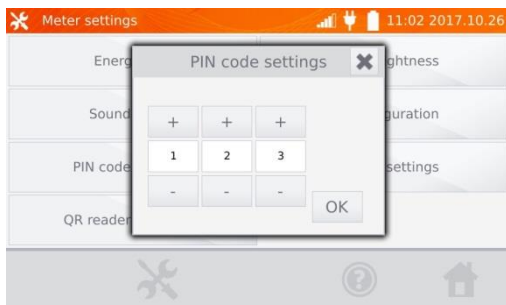 Meter settings 11:02 2017.10.26
Energ PIN code settings ghtness
Sound + + + guration
1 2 3
PIN code settings
- - -
OK
QR reader
?